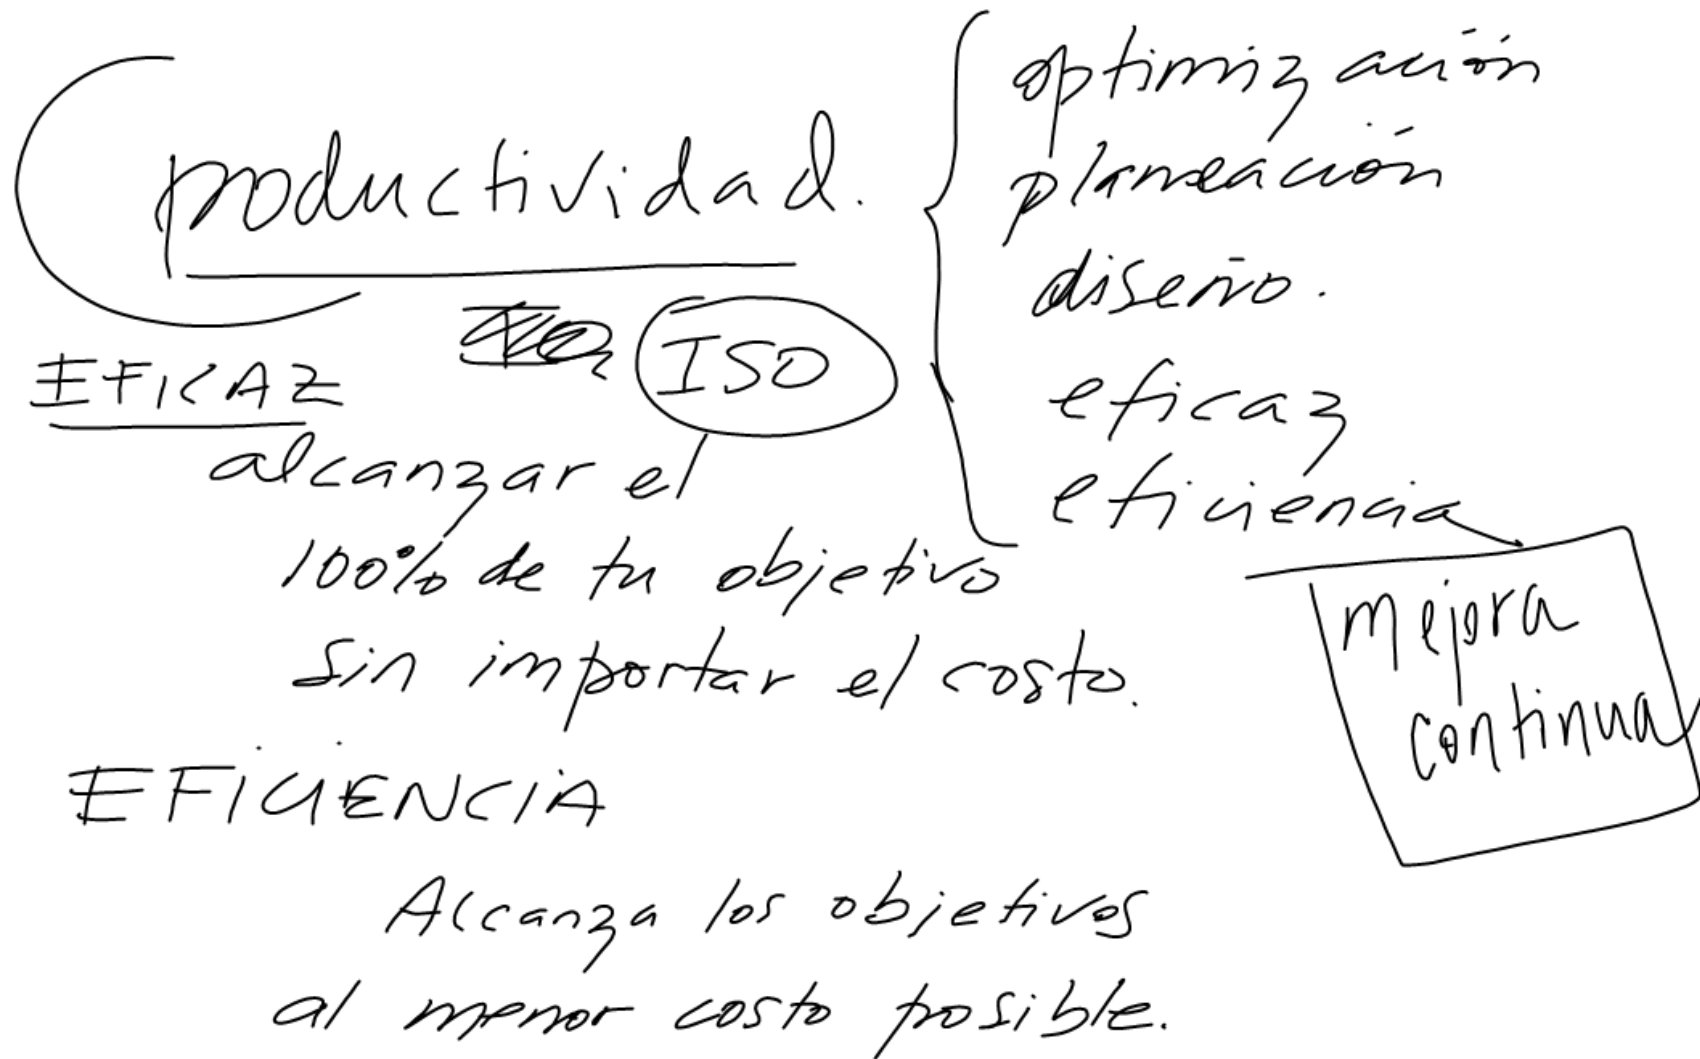 productividad.
optimización
planeación
diseño.
eficaz
eficiencia
mejora
continua
ISO
EFICAZ
alcanzar el
100% de tu objetivo
sin importar el costo.
EFICIENCIA
Alcanza los objetivos
al menor costo posible.